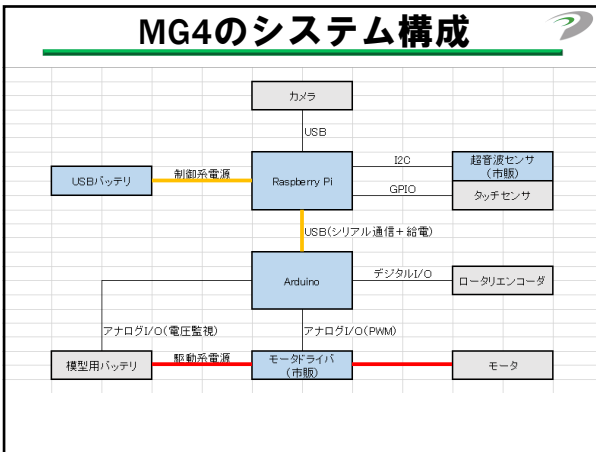 MG4のシステム構成
カメラ
USB
USBバッテリ
制御系電源
Raspberry Pi
I2C
超音波センサ
(市販)
GPIO
タッチセンサ
USB(シリアル通信+給電)
Arduino
デジタルI/O
ロータリエンコーダ
アナログI/O(電圧監視)
アナログI/O(PWM)
模型用バッテリ
駆動系電源
モータドライバ
(市販)
モータ